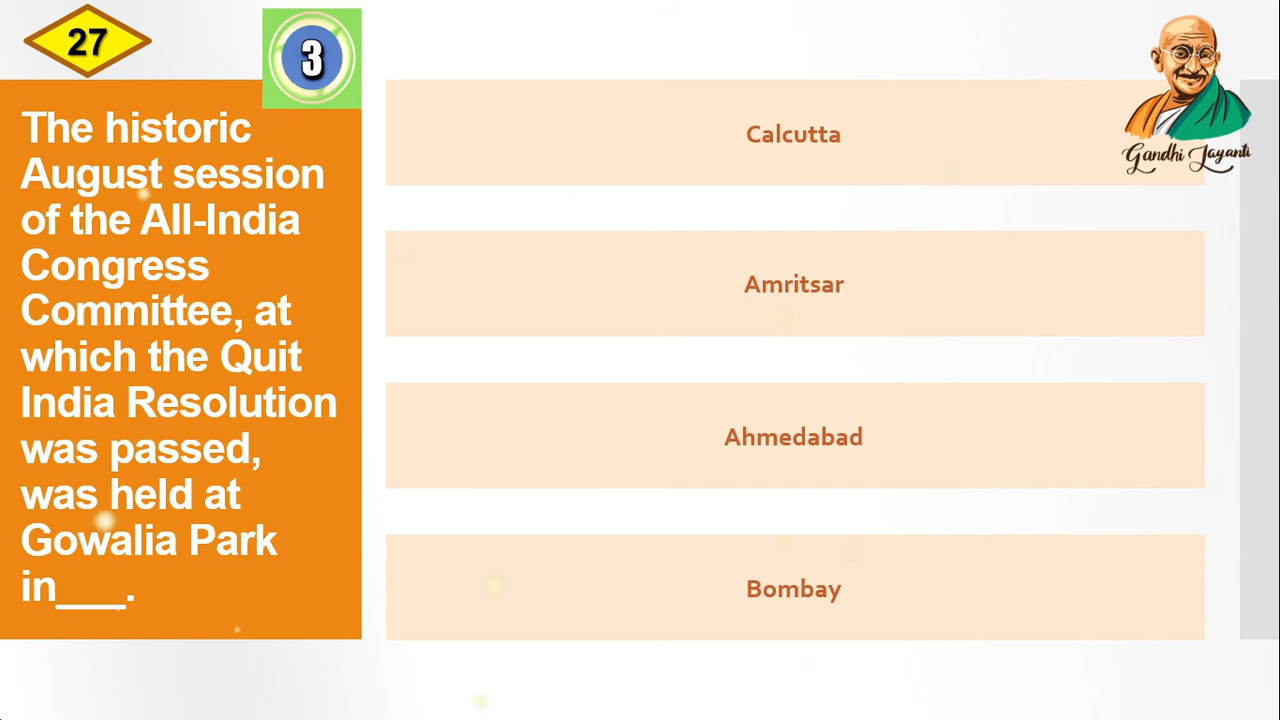 27
3
The historic
August session
of the All-India
Congress
Committee, at
which the Quit
India Resolution
was passed,
was held at
Gowalia Park
in___.
Calcutta
Amritsar
Ahmedabad
Bombay
Gandhi Jayanti